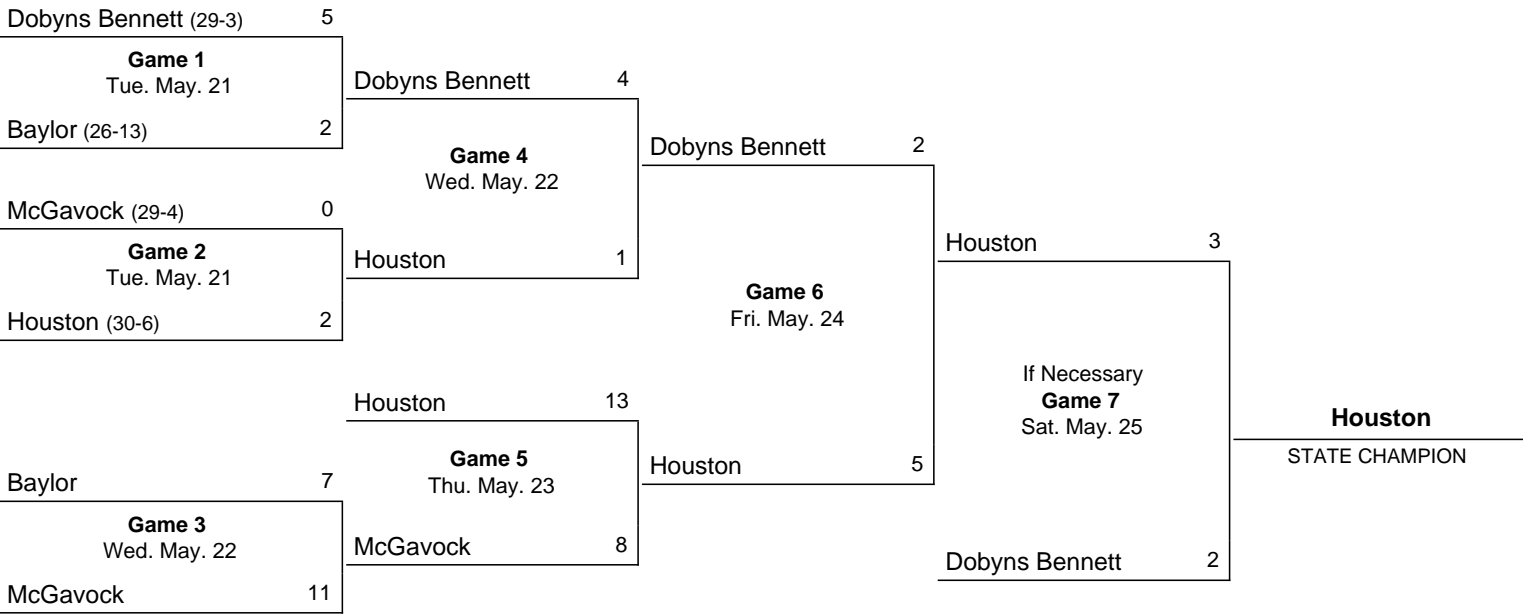 Dobyns Bennett (29-3) 5
Game 1
Tue. May. 21
Baylor (26-13) 2
McGavock (29-4) 0
Game 2
Tue. May. 21
Houston (30-6) 2
Baylor 7
Game 3
Wed. May. 22
McGavock 11
Dobyns Bennett 4
Game 4
Wed. May. 22
Houston 1
Houston 13
Game 5
Thu. May. 23
McGavock 8
Dobyns Bennett 2
Game 6
Fri. May. 24
Houston 5
Houston 3
If Necessary
Game 7
Sat. May. 25
Dobyns Bennett 2
Houston
STATE CHAMPION